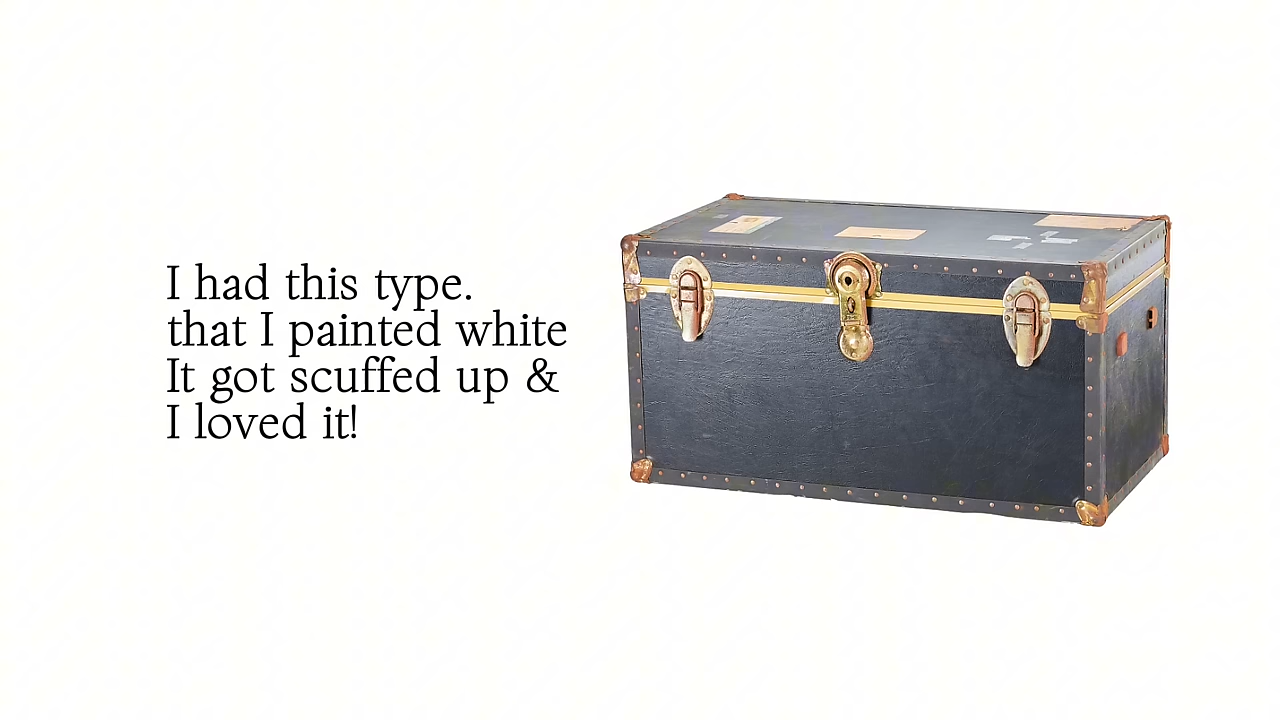 I had this type.
that I painted white
It got scuffed up &
I loved it!